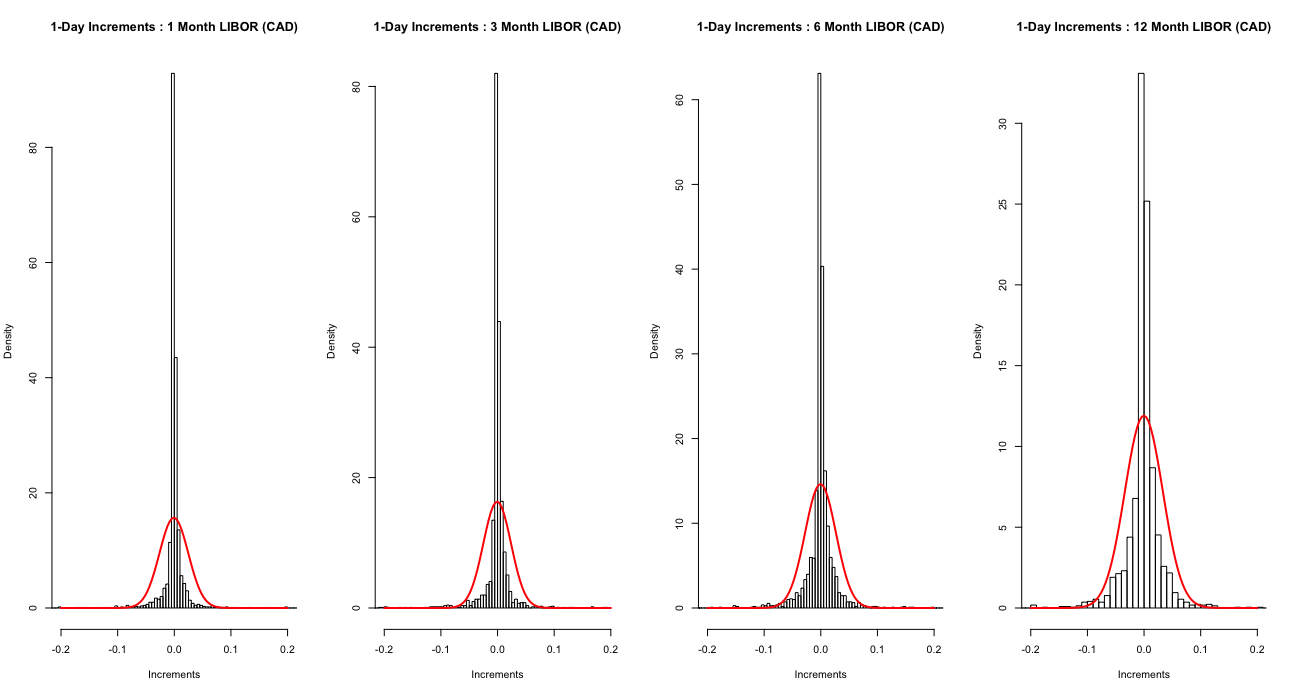 1-Day Increments : 1 Month LIBOR (CAD)
Density
80
60
40
20
0
-0.2 -0.1 0.0 0.1 0.2
Increments
1-Day Increments : 3 Month LIBOR (CAD)
Density
80
60
40
20
0
-0.2 -0.1 0.0 0.1 0.2
Increments
1-Day Increments : 6 Month LIBOR (CAD)
Density
60
50
40
30
20
10
0
-0.2 -0.1 0.0 0.1 0.2
Increments
1-Day Increments : 12 Month LIBOR (CAD)
Density
30
25
20
15
10
5
0
-0.2 -0.1 0.0 0.1 0.2
Increments